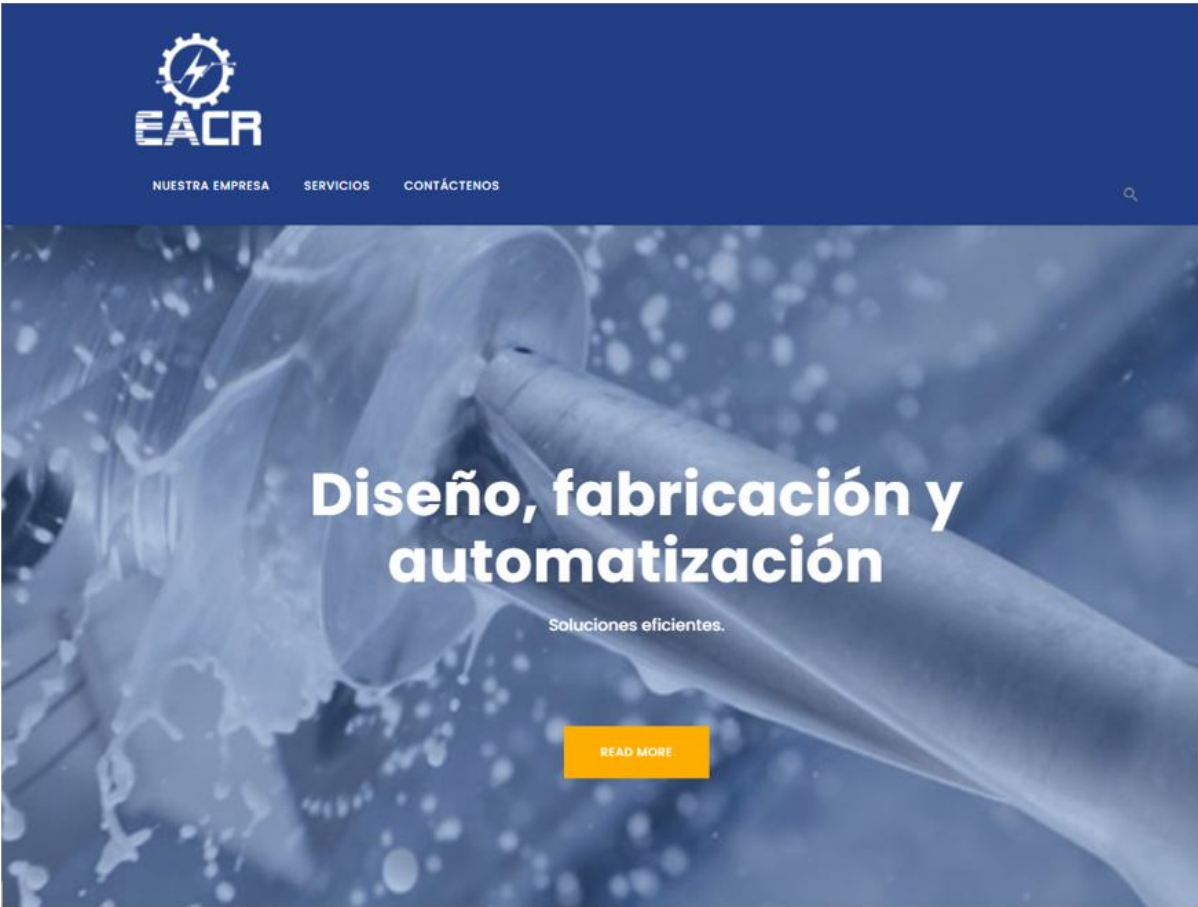 EACR
NUESTRA EMPRESA SERVICIOS CONTÁCTENOS
Diseño, fabricación y
automatización
Soluciones eficientes.
READ MORE